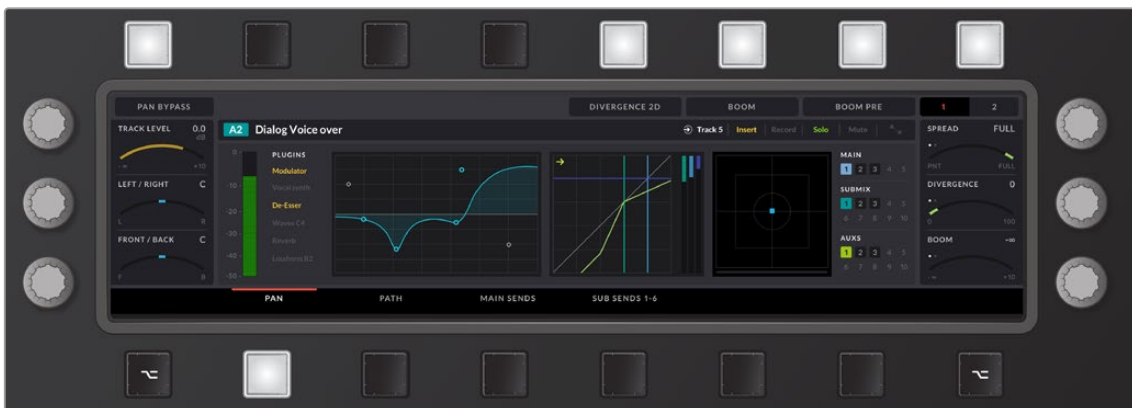 PAN BYPASS
DIVERGENCE 2D
BOOM
BOOM PRE
1 2
TRACK LEVEL 0.0
dB
-∞ +10
LEFT / RIGHT C
L R
FRONT / BACK C
F R
A2 Dialog Voice over
Track 5 Insert Record Solo Mute
0
-10
-20
-30
-40
-50
PLUGINS
Modulator
Vocalsynth
De-Esser
Waves C4
Reverb
Loudness R2
MAIN
1 2 3 4 5
SUBMIX
1 2 3 4 5
6 7 8 9 10
AUXS
1 2 3 4 5
6 7 8 9 10
SPREAD FULL
PNT FULL
DIVERGENCE 0
0 100
BOOM -∞
-∞ +10
PAN
PATH
MAIN SENDS
SUB SENDS 1-6